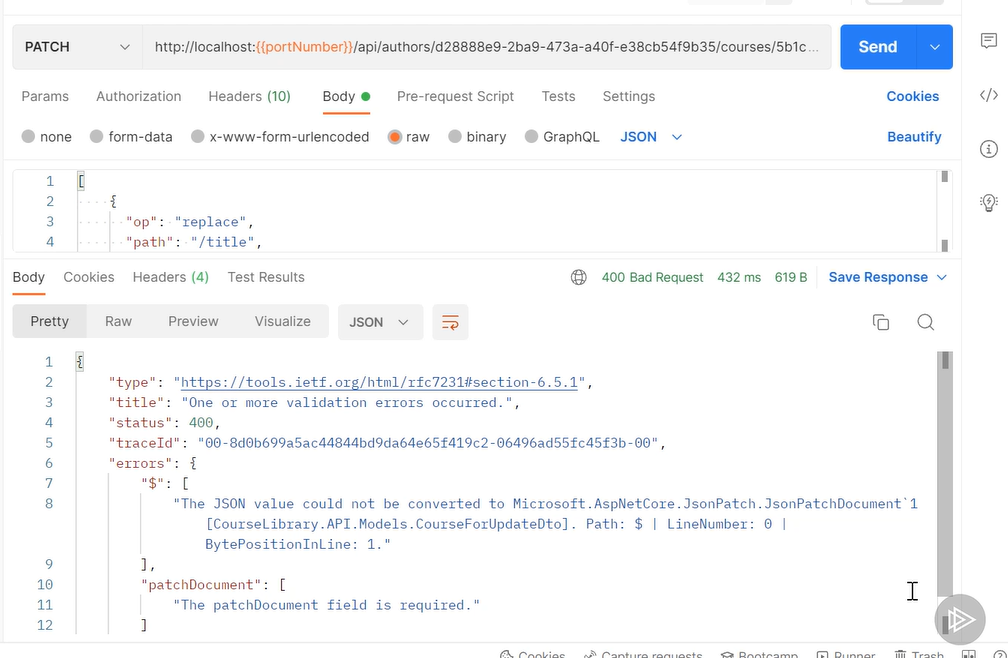 PATCH
http://localhost:{{portNumber}}/api/authors/d28888e9-2ba9-473a-a40f-e38cb54f9b35/courses/5b1c...
Send
Params Authorization Headers (10) Body Pre-request Script Tests Settings Cookies
none form-data x-www-form-urlencoded raw binary GraphQL JSON Beautify
1 [
2 {
3 "op": "replace",
4 "path": "/title",
Body Cookies Headers (4) Test Results 400 Bad Request 432 ms 619 B Save Response
Pretty Raw Preview Visualize JSON
1 {
2 "type": "https://tools.ietf.org/html/rfc7231#section-6.5.1",
3 "title": "One or more validation errors occurred.",
4 "status": 400,
5 "traceId": "00-8d0b699a5ac44844bd9da64e65f419c2-06496ad55fc45f3b-00",
6 "errors": {
7 "$": [
8 "The JSON value could not be converted to Microsoft.AspNetCore.JsonPatch.JsonPatchDocument`1
[CourseLibrary.API.Models.CourseForUpdateDto]. Path: $ | LineNumber: 0 |
BytePositionInLine: 1."
9 ],
10 "patchDocument": [
11 "The patchDocument field is required."
12 ]
Cookies Capture requests Bootcamp Runner Trash